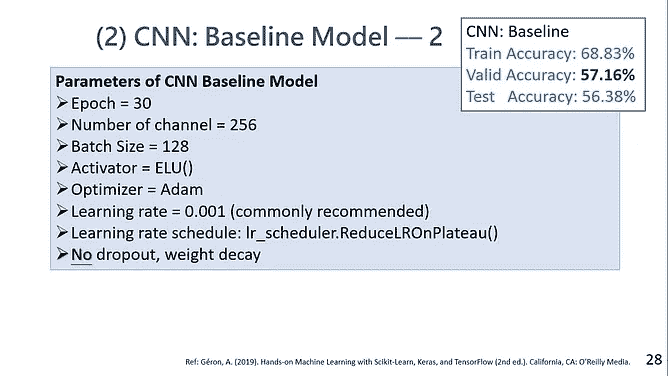 (2) CNN: Baseline Model — 2
CNN: Baseline
Train Accuracy: 68.83%
Valid Accuracy: 57.16%
Test Accuracy: 56.38%
Parameters of CNN Baseline Model
➢Epoch = 30
➢Number of channel = 256
➢Batch Size = 128
➢Activator = ELU()
➢Optimizer = Adam
➢Learning rate = 0.001 (commonly recommended)
➢Learning rate schedule: lr_scheduler.ReduceLROnPlateau()
➢No dropout, weight decay
Ref: Géron, A. (2019). Hands-on Machine Learning with Scikit-Learn, Keras, and TensorFlow (2nd ed.). California, CA: O'Reilly Media.
28